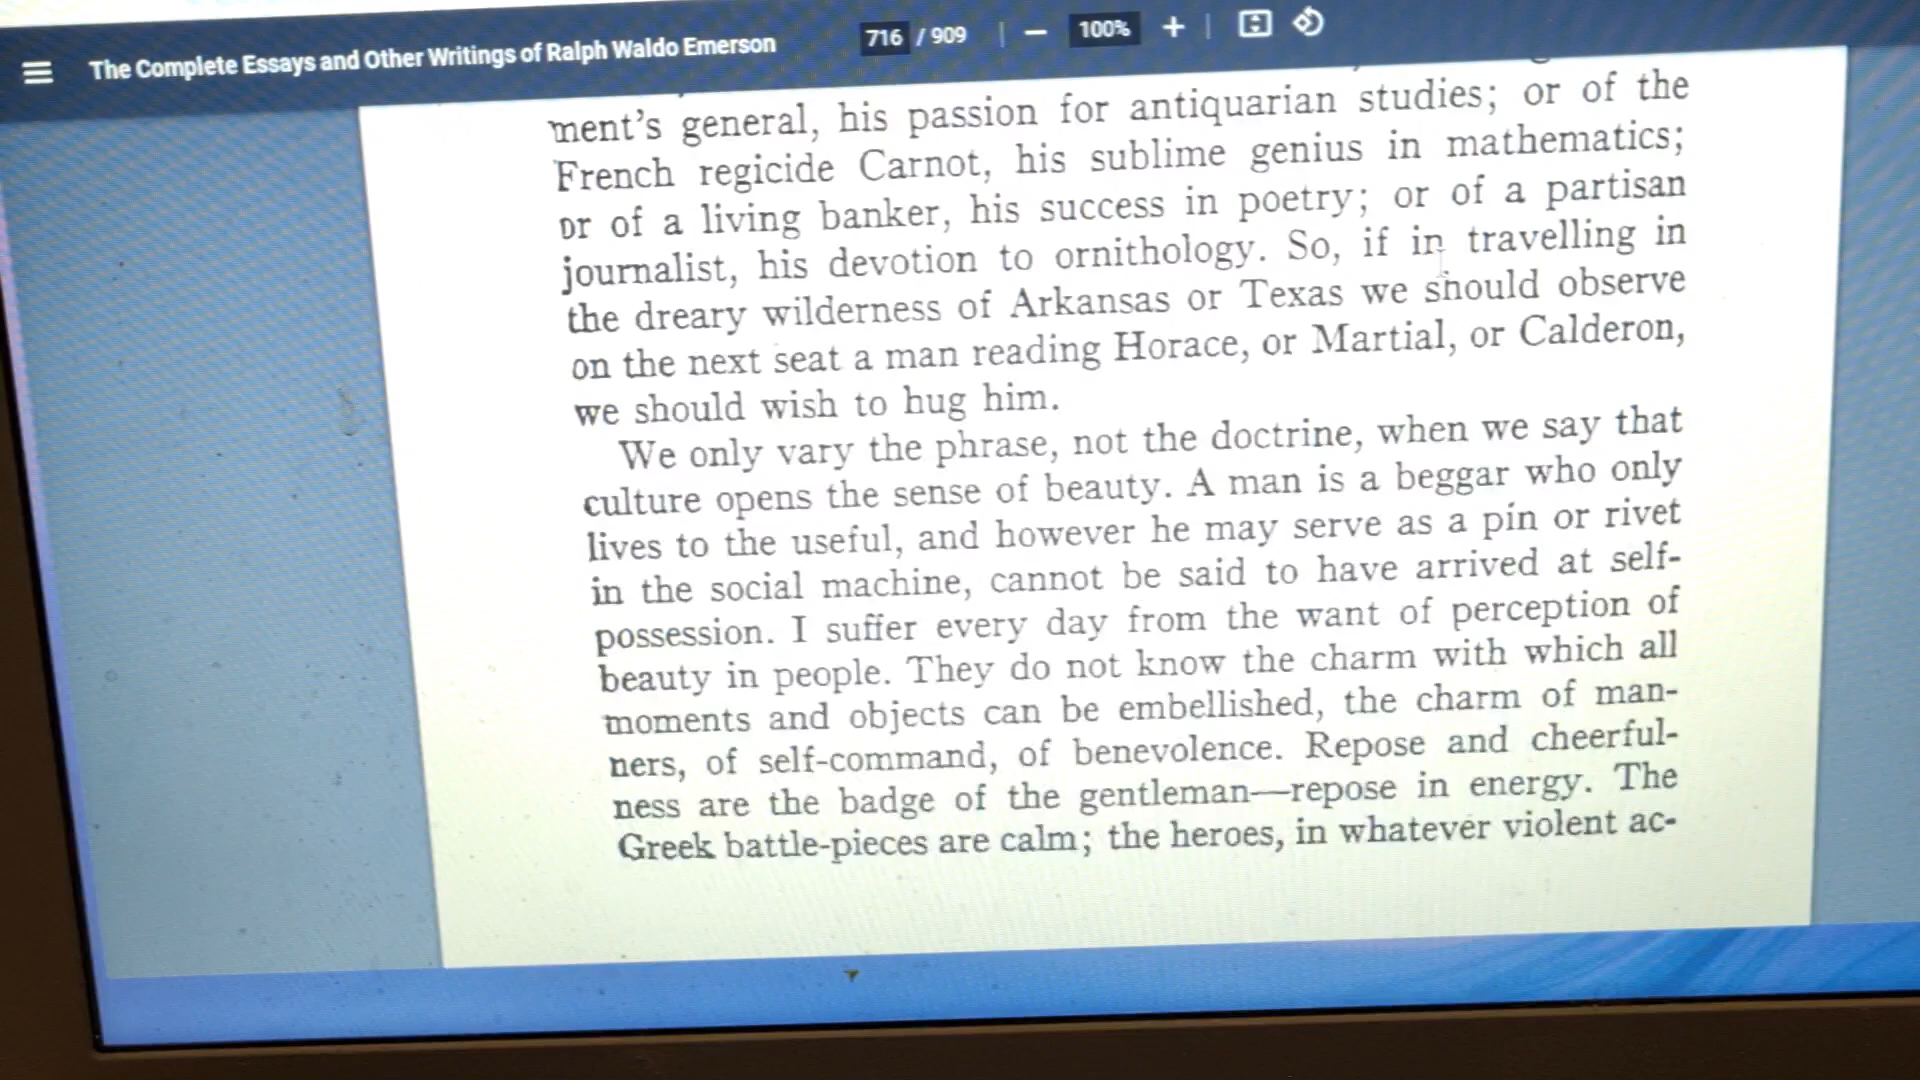 The Complete Essays and Other Writings of Ralph Waldo Emerson 716 / 909 | — 100% + |
ment's general, his passion for antiquarian studies; or of the
French regicide Carnot, his sublime genius in mathematics;
or of a living banker, his success in poetry; or of a partisan
journalist, his devotion to ornithology. So, if in travelling in
the dreary wilderness of Arkansas or Texas we should observe
on the next seat a man reading Horace, or Martial, or Calderon,
we should wish to hug him.
We only vary the phrase, not the doctrine, when we say that
culture opens the sense of beauty. A man is a beggar who only
lives to the useful, and however he may serve as a pin or rivet
in the social machine, cannot be said to have arrived at self-
possession. I suffer every day from the want of perception of
beauty in people. They do not know the charm with which all
moments and objects can be embellished, the charm of man-
ners, of self-command, of benevolence. Repose and cheerful-
ness are the badge of the gentleman—repose in energy. The
Greek battle-pieces are calm; the heroes, in whatever violent ac-